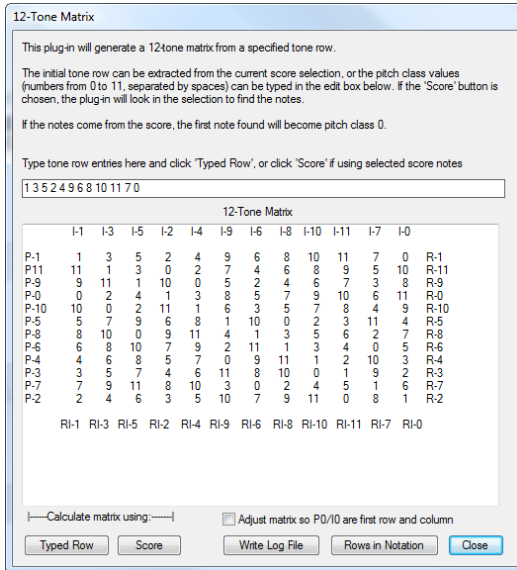 12-Tone Matrix
This plug-in will generate a 12-tone matrix from a specified tone row.
The initial tone row can be extracted from the current score selection, or the pitch class values
(numbers from 0 to 11, separated by spaces) can be typed in the edit box below. If the 'Score' button is
chosen, the plug-in will look in the selection to find the notes.
If the notes come from the score, the first note found will become pitch class 0.
Type tone row entries here and click 'Typed Row', or click 'Score' if using selected score notes
1 3 5 2 4 9 6 8 10 11 7 0
12-Tone Matrix
I-1 I-3 I-5 I-2 I-4 I-9 I-6 I-8 I-10 I-11 I-7 I-0
P-1 1 3 5 2 4 9 6 8 10 11 7 0 R-1
P11 11 1 3 0 2 7 4 6 8 9 5 10 R-11
P-9 9 11 1 10 0 5 2 4 6 7 3 8 R-9
P-0 0 2 4 1 3 8 5 7 9 10 6 11 R-0
P-10 10 0 2 11 1 6 3 5 7 8 4 9 R-10
P-5 5 7 9 6 8 1 10 0 2 3 11 4 R-5
P-8 8 10 0 9 11 4 1 3 5 6 2 7 R-8
P-6 6 8 10 7 9 2 11 1 3 4 0 5 R-6
P-4 4 6 8 5 7 0 9 11 1 2 10 3 R-4
P-3 3 5 7 4 6 11 8 10 0 1 9 2 R-3
P-7 7 9 11 8 10 3 0 2 4 5 1 6 R-7
P-2 2 4 6 3 5 10 7 9 11 0 8 1 R-2
RI-1 RI-3 RI-5 RI-2 RI-4 RI-9 RI-6 RI-8 RI-10 RI-11 RI-7 RI-0
|-----Calculate matrix using:------|
Adjust matrix so P0/I0 are first row and column
Typed Row Score Write Log File Rows in Notation Close